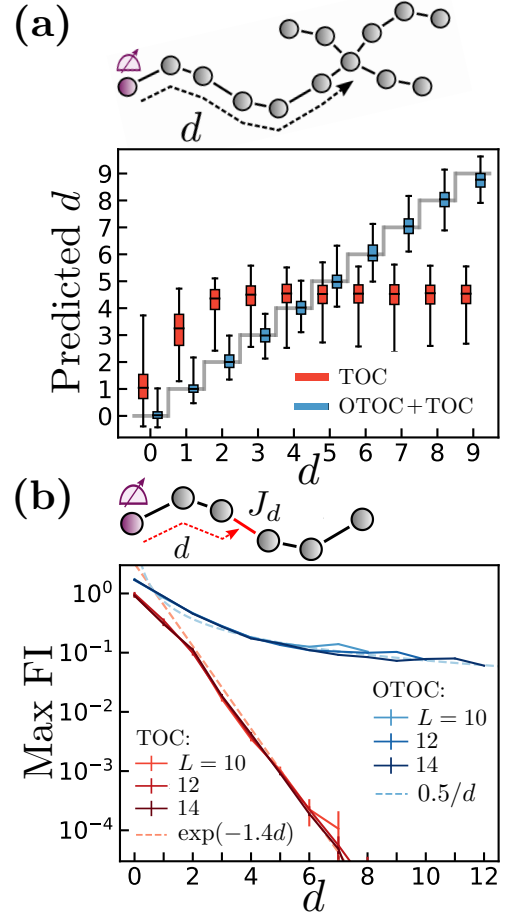 (a)
d
Predicted d
9
8
7
6
5
4
3
2
1
0
TOC
OTOC+TOC
0 1 2 3 4 5 6 7 8 9
d
(b)
J_d
d
Max FI
10^0
10^-1
10^-2
10^-3
10^-4
TOC:
L = 10
12
14
exp(−1.4d)
OTOC:
L = 10
12
14
0.5/d
0 2 4 6 8 10 12
d